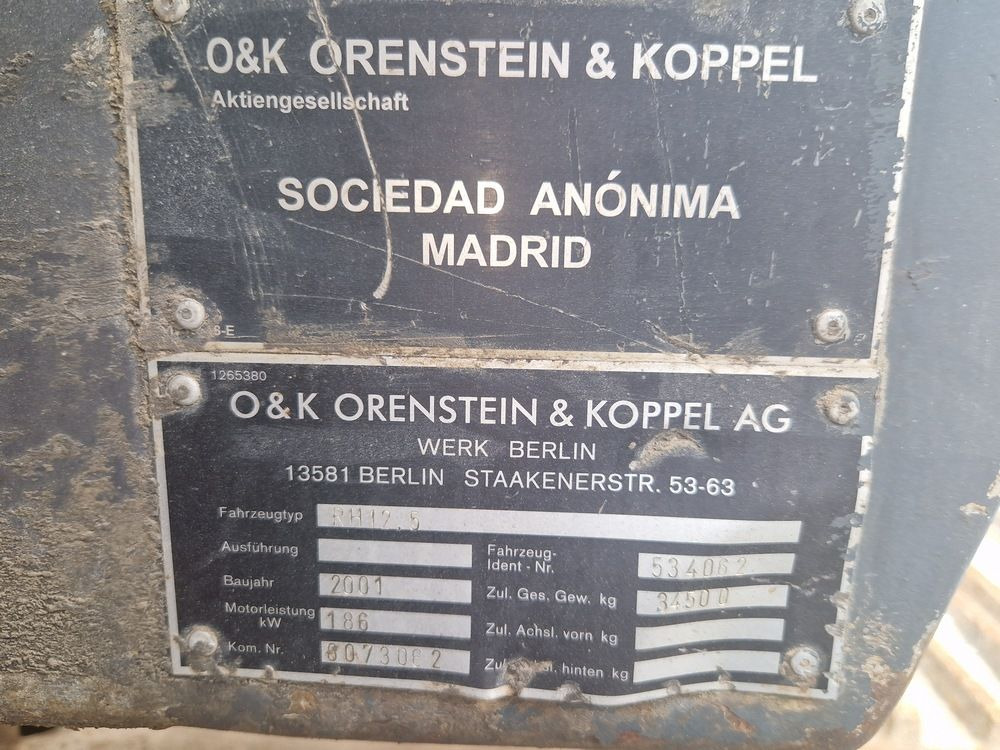 O&K ORENSTEIN & KOPPEL
Aktiengesellschaft
SOCIEDAD ANÓNIMA
MADRID
1265380
O&K ORENSTEIN & KOPPEL AG
WERK BERLIN
13581 BERLIN STAAKENERSTR. 53-63
Fahrzeugtyp RH12.5
Ausführung
Fahrzeug-
Ident - Nr. 534062
Baujahr 2001
Zul. Ges. Gew. kg 34500
Motorleistung
kW 186
Zul. Achsl. vorn kg
Kom. Nr. 8073062
hinten kg